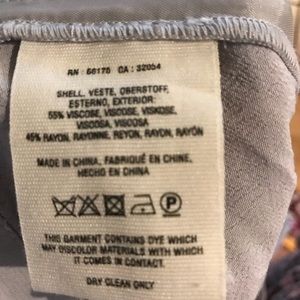 RN : 66170 CA : 32054
SHELL, VESTE, OBERSTOFF,
ESTERNO, EXTERIOR:
55% VISCOSE, VISCOSE, VISKOSE,
VISCOSA, VISCOSA
45% RAYON, RAYONNE, REYON, RAYON, RAYON
MADE IN CHINA, FABRIQUÉ EN CHINE,
HECHO EN CHINA
P
THIS GARMENT CONTAINS DYE WHICH
MAY DISCOLOR MATERIALS WITH WHICH
IT COMES IN CONTACT.
DRY CLEAN ONLY